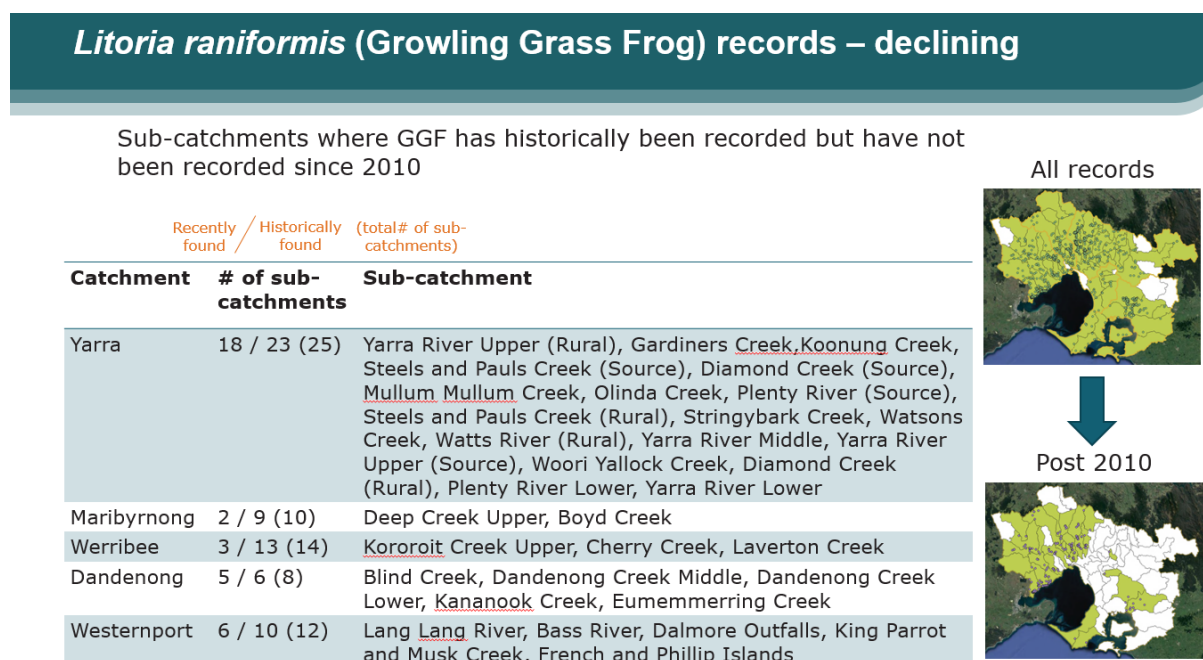 Litoria raniformis (Growling Grass Frog) records – declining
Sub-catchments where GGF has historically been recorded but have not
been recorded since 2010
All records
Recently
found
/
Historically
found
(total# of sub-
catchments)
Catchment
# of sub-
catchments
Sub-catchment
Yarra
18 / 23 (25)
Yarra River Upper (Rural), Gardiners Creek,Koonung Creek,
Steels and Pauls Creek (Source), Diamond Creek (Source),
Mullum Mullum Creek, Olinda Creek, Plenty River (Source),
Steels and Pauls Creek (Rural), Stringybark Creek, Watsons
Creek, Watts River (Rural), Yarra River Middle, Yarra River
Upper (Source), Woori Yallock Creek, Diamond Creek
(Rural), Plenty River Lower, Yarra River Lower
Maribyrnong
2 / 9 (10)
Deep Creek Upper, Boyd Creek
Werribee
3 / 13 (14)
Kororoit Creek Upper, Cherry Creek, Laverton Creek
Dandenong
5 / 6 (8)
Blind Creek, Dandenong Creek Middle, Dandenong Creek
Lower, Kananook Creek, Eumemmerring Creek
Westernport
6 / 10 (12)
Lang Lang River, Bass River, Dalmore Outfalls, King Parrot
and Musk Creek, French and Phillip Islands
Post 2010